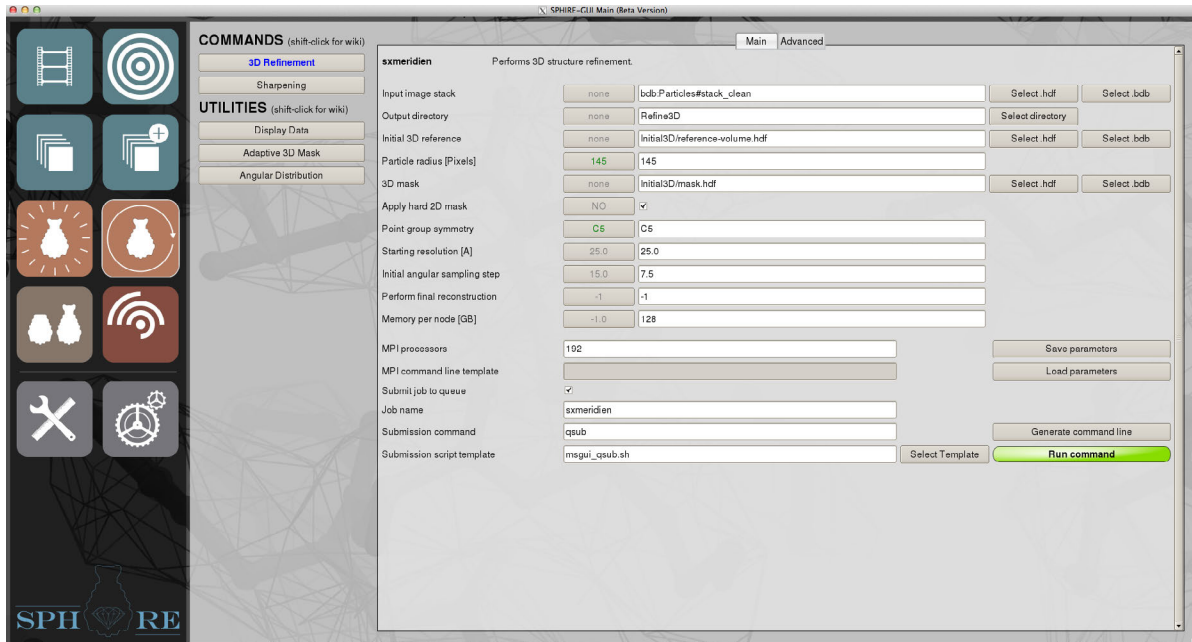 SPHIRE-GUI Main (Beta Version)
COMMANDS (shift-click for wiki)
3D Refinement
Sharpening
UTILITIES (shift-click for wiki)
Display Data
Adaptive 3D Mask
Angular Distribution
Main Advanced
sxmeridien Performs 3D structure refinement.
Input image stack none bdb:Particles#stack_clean Select .hdf Select .bdb
Output directory none Refine3D Select directory
Initial 3D reference none Initial3D/reference-volume.hdf Select .hdf Select .bdb
Particle radius [Pixels] 145 145
3D mask none Initial3D/mask.hdf Select .hdf Select .bdb
Apply hard 2D mask NO
Point group symmetry C5 C5
Starting resolution [A] 25.0 25.0
Initial angular sampling step 15.0 7.5
Perform final reconstruction -1 -1
Memory per node [GB] -1.0 128
MPI processors 192 Save parameters
MPI command line template Load parameters
Submit job to queue
Job name sxmeridien
Submission command qsub Generate command line
Submission script template msgui_qsub.sh Select Template Run command
SPH RE